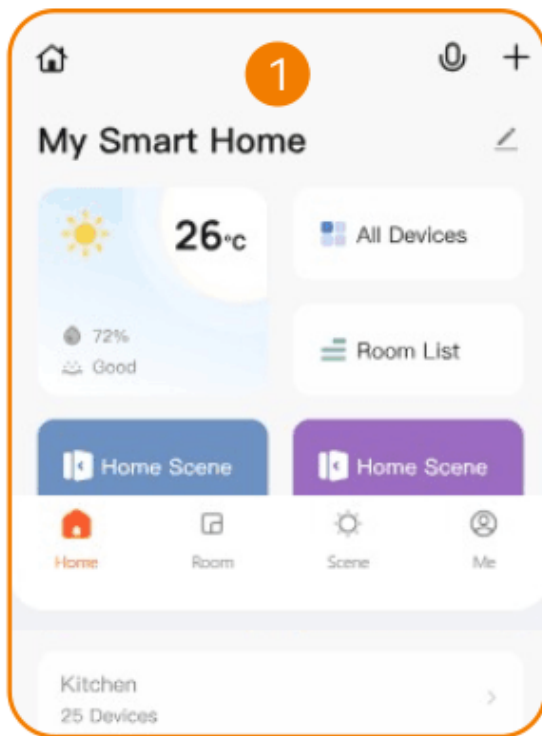 1
My Smart Home
26°c
All Devices
72%
Good
Room List
Home Scene
Home Scene
Home
Room
Scene
Me
Kitchen
25 Devices